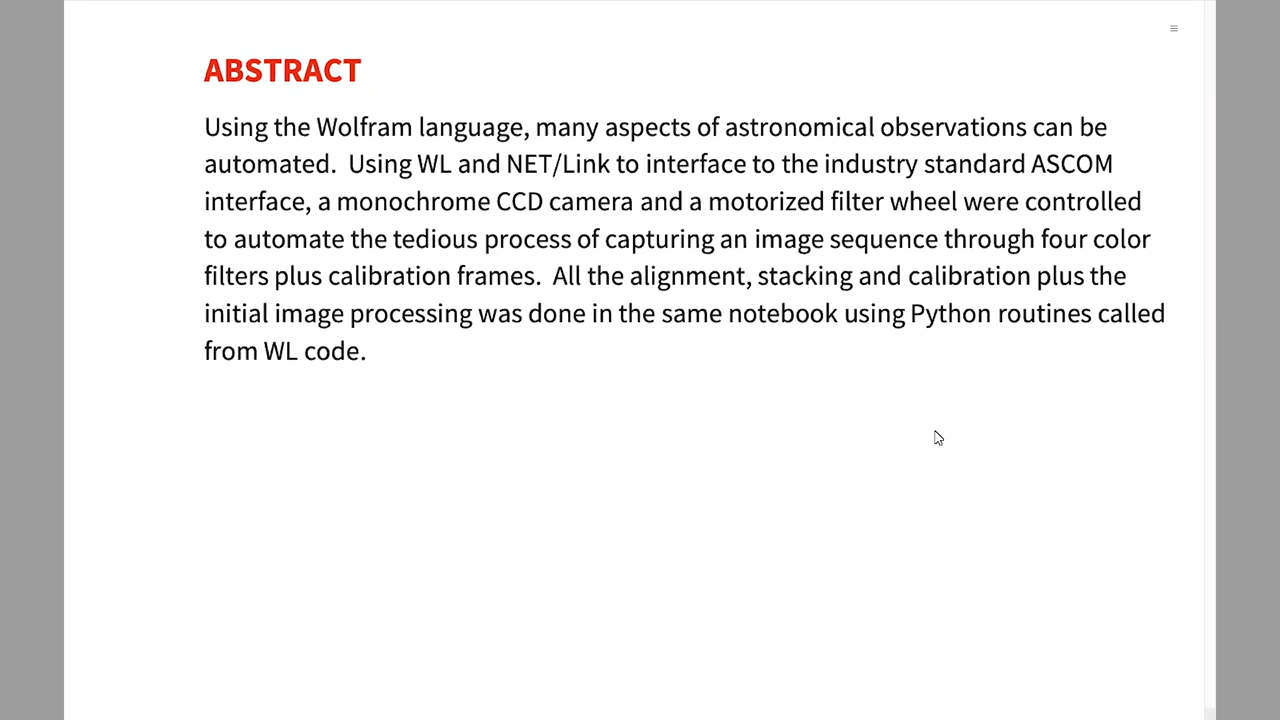 ABSTRACT
Using the Wolfram language, many aspects of astronomical observations can be
automated.  Using WL and NET/Link to interface to the industry standard ASCOM
interface, a monochrome CCD camera and a motorized filter wheel were controlled
to automate the tedious process of capturing an image sequence through four color
filters plus calibration frames.  All the alignment, stacking and calibration plus the
initial image processing was done in the same notebook using Python routines called
from WL code.